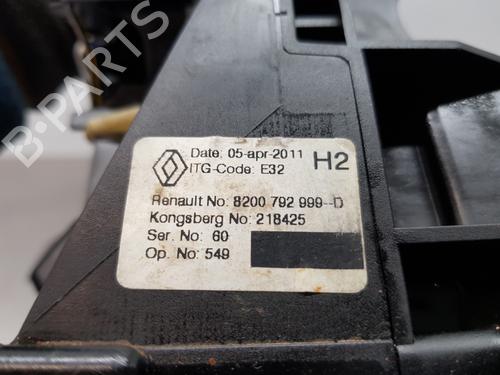 B-PARTS
Date: 05-apr-2011
ITG-Code: E32
H2
Renault No: 8200 792 999--D
Kongsberg No: 218425
Ser. No: 60
Op. No: 549